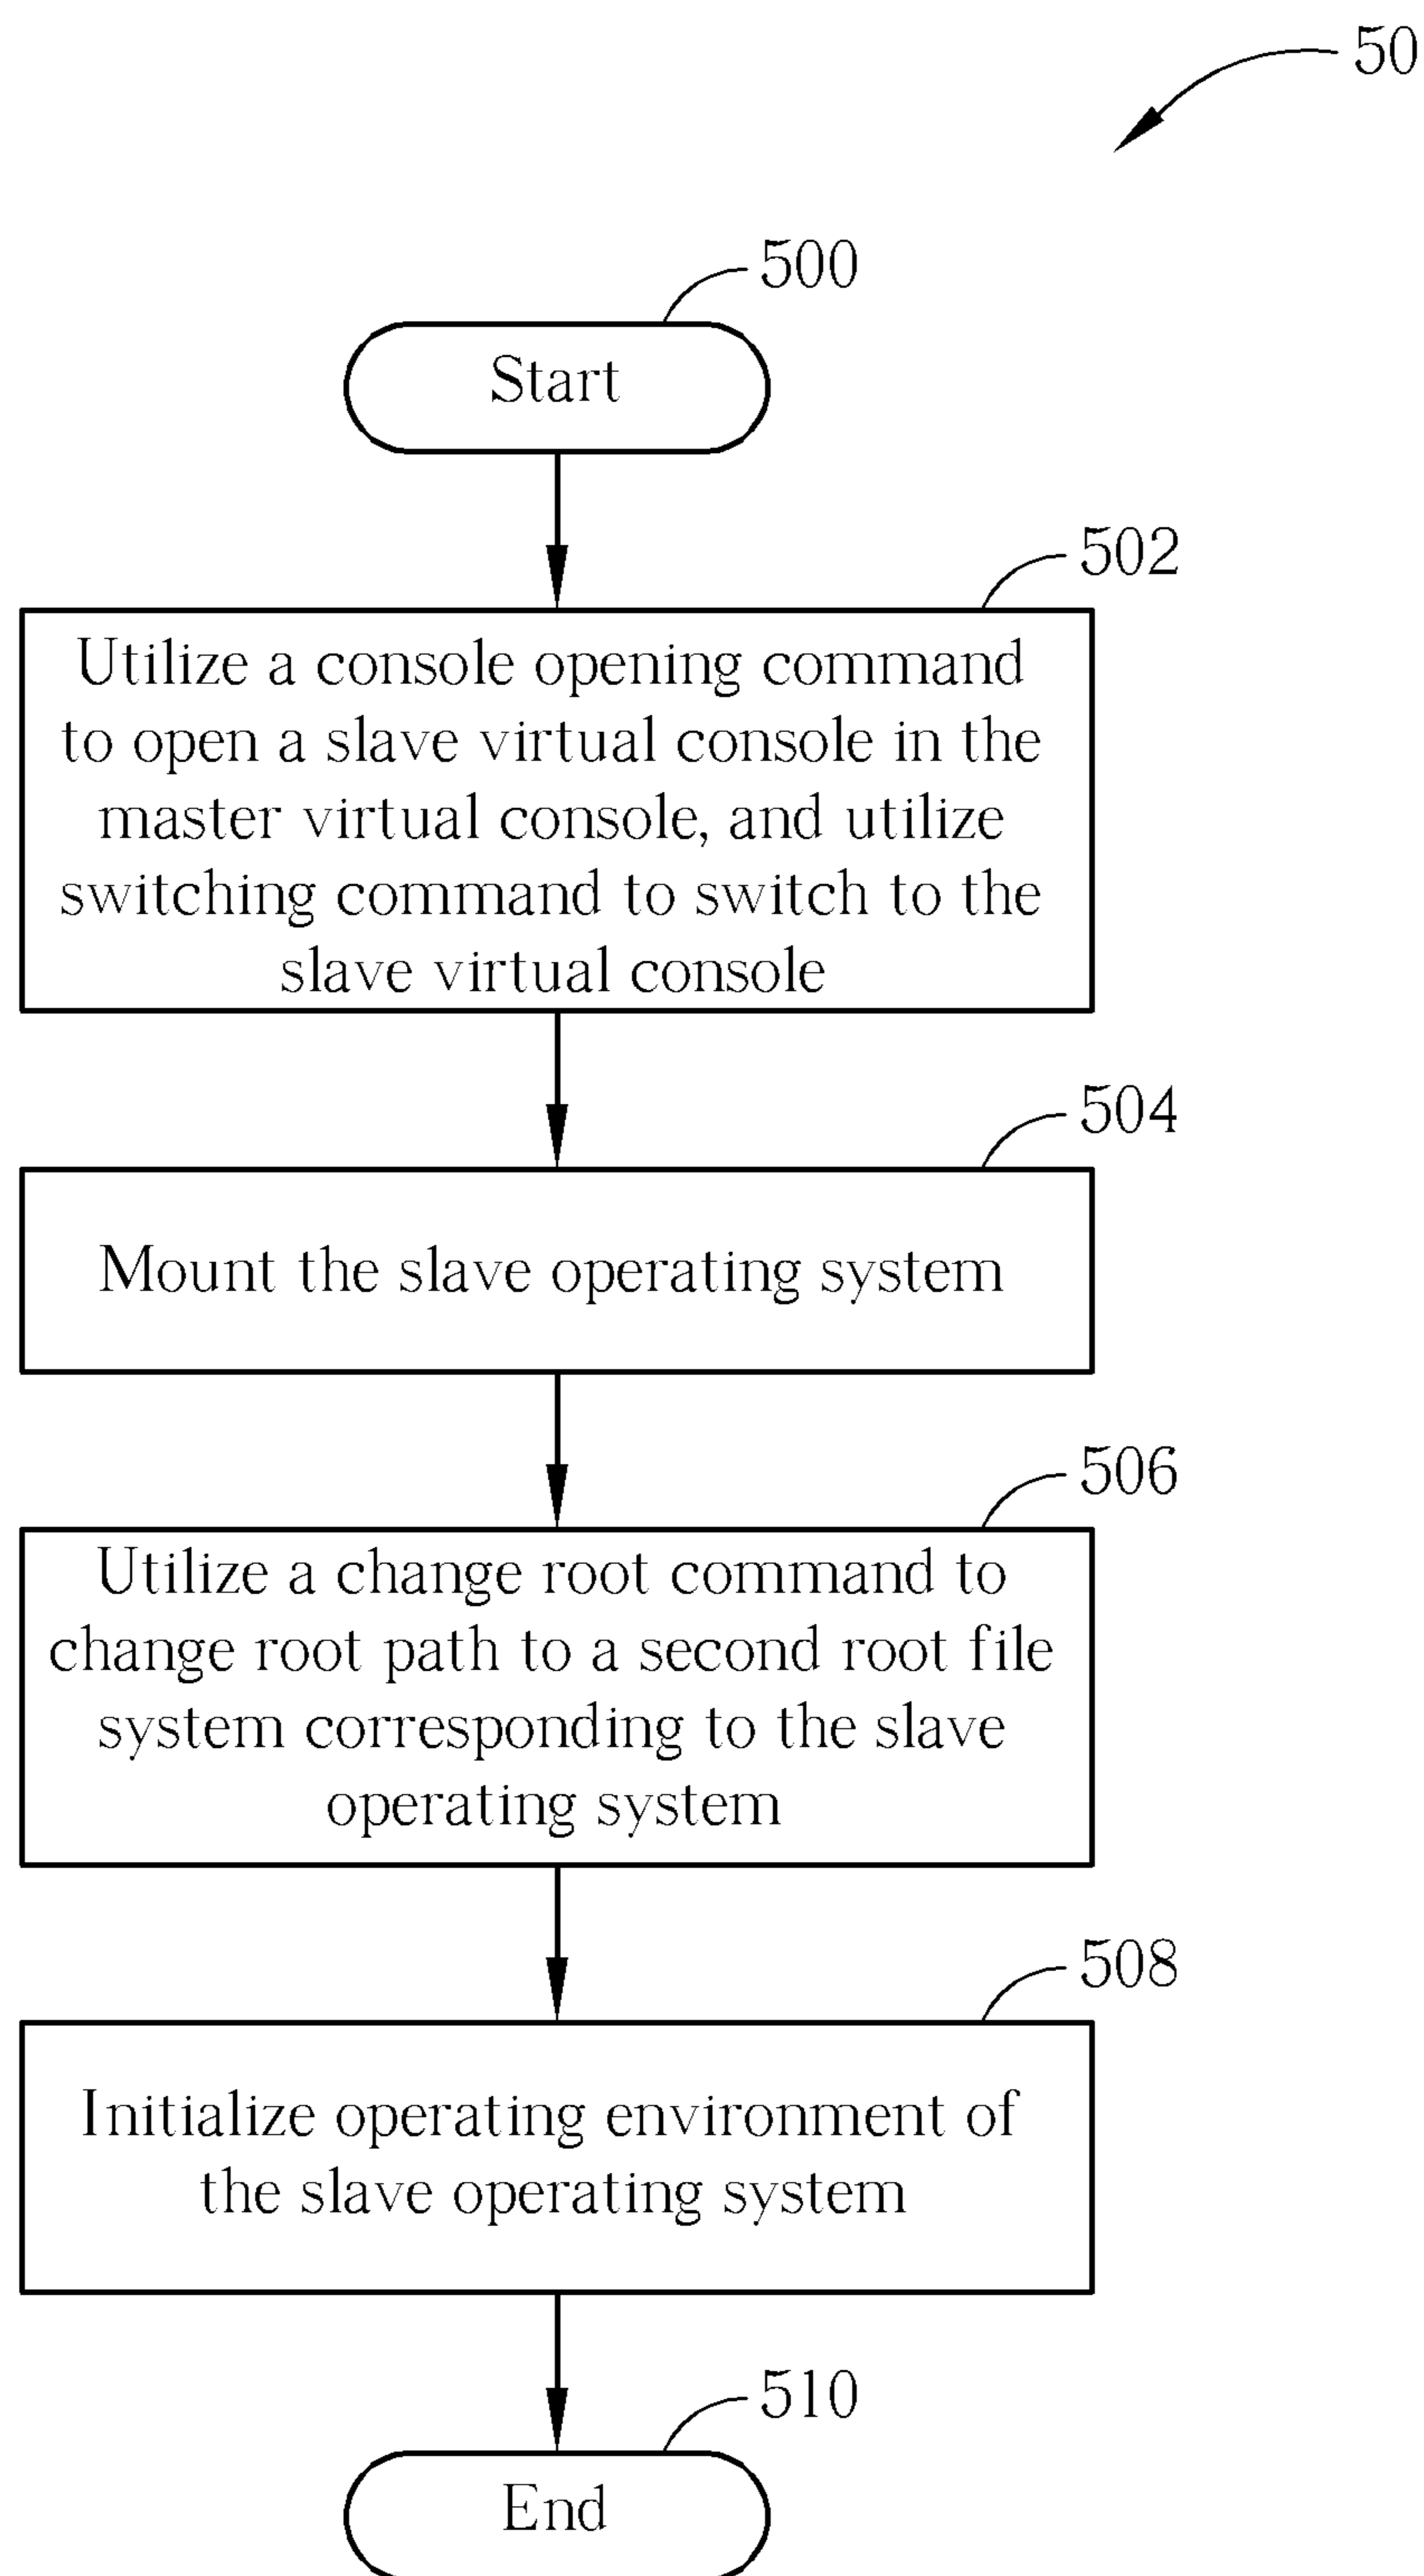 50
500
Start
502
Utilize a console opening command
to open a slave virtual console in the
master virtual console, and utilize
switching command to switch to the
slave virtual console
504
Mount the slave operating system
506
Utilize a change root command to
change root path to a second root file
system corresponding to the slave
operating system
508
Initialize operating environment of
the slave operating system
510
End